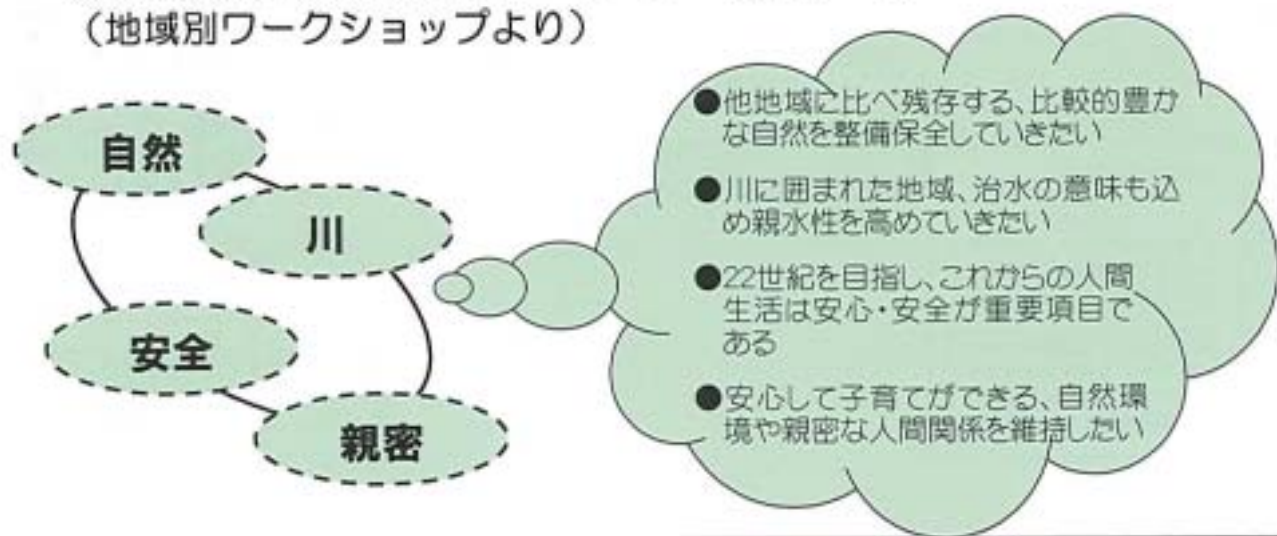 （地域別ワークショップより）
自然
川
安全
親密
●他地域に比べ残存する、比較的豊か
な自然を整備保全していきたい
●川に囲まれた地域、治水の意味も込
め親水性を高めていきたい
●22世紀を目指し、これからの人間
生活は安心・安全が重要項目で
ある
●安心して子育てができる、自然環
境や親密な人間関係を維持したい